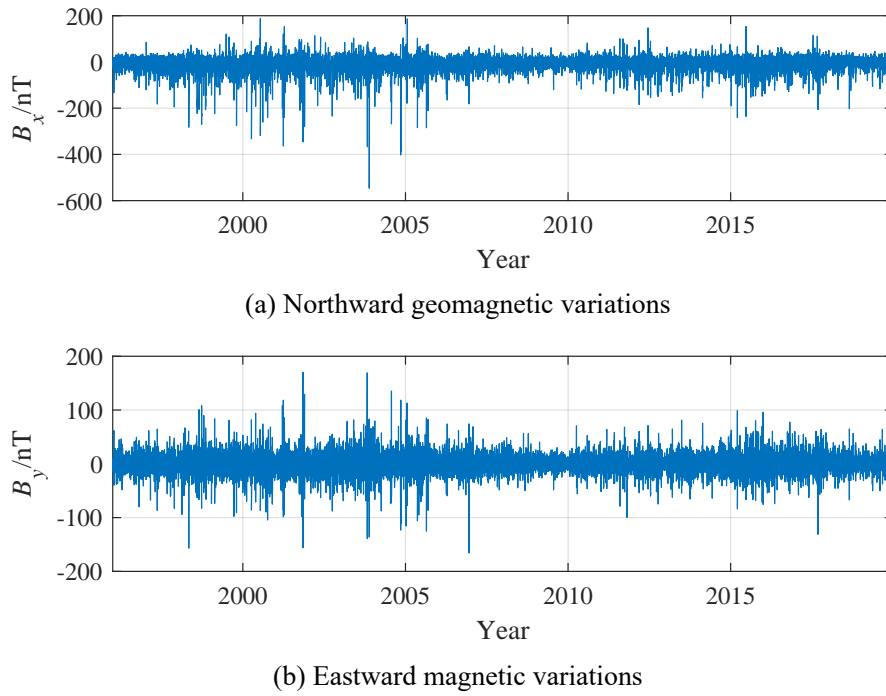 200
0
-200
-400
-600
B_x/nT
2000 2005 2010 2015
Year
(a) Northward geomagnetic variations
200
100
0
-100
-200
B_y/nT
2000 2005 2010 2015
Year
(b) Eastward magnetic variations